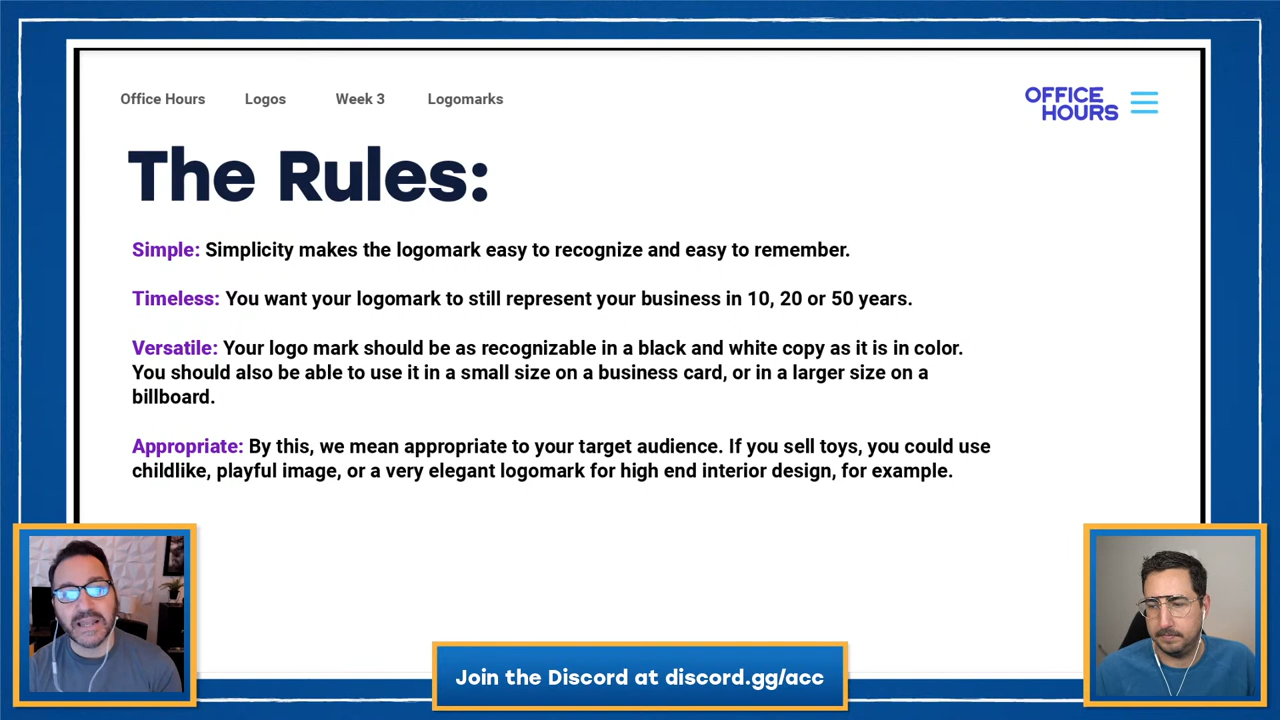 Office Hours Logos Week 3 Logomarks
OFFICE
HOURS
The Rules:
Simple: Simplicity makes the logomark easy to recognize and easy to remember.
Timeless: You want your logomark to still represent your business in 10, 20 or 50 years.
Versatile: Your logo mark should be as recognizable in a black and white copy as it is in color.
You should also be able to use it in a small size on a business card, or in a larger size on a
billboard.
Appropriate: By this, we mean appropriate to your target audience. If you sell toys, you could use
childlike, playful image, or a very elegant logomark for high end interior design, for example.
Join the Discord at discord.gg/acc